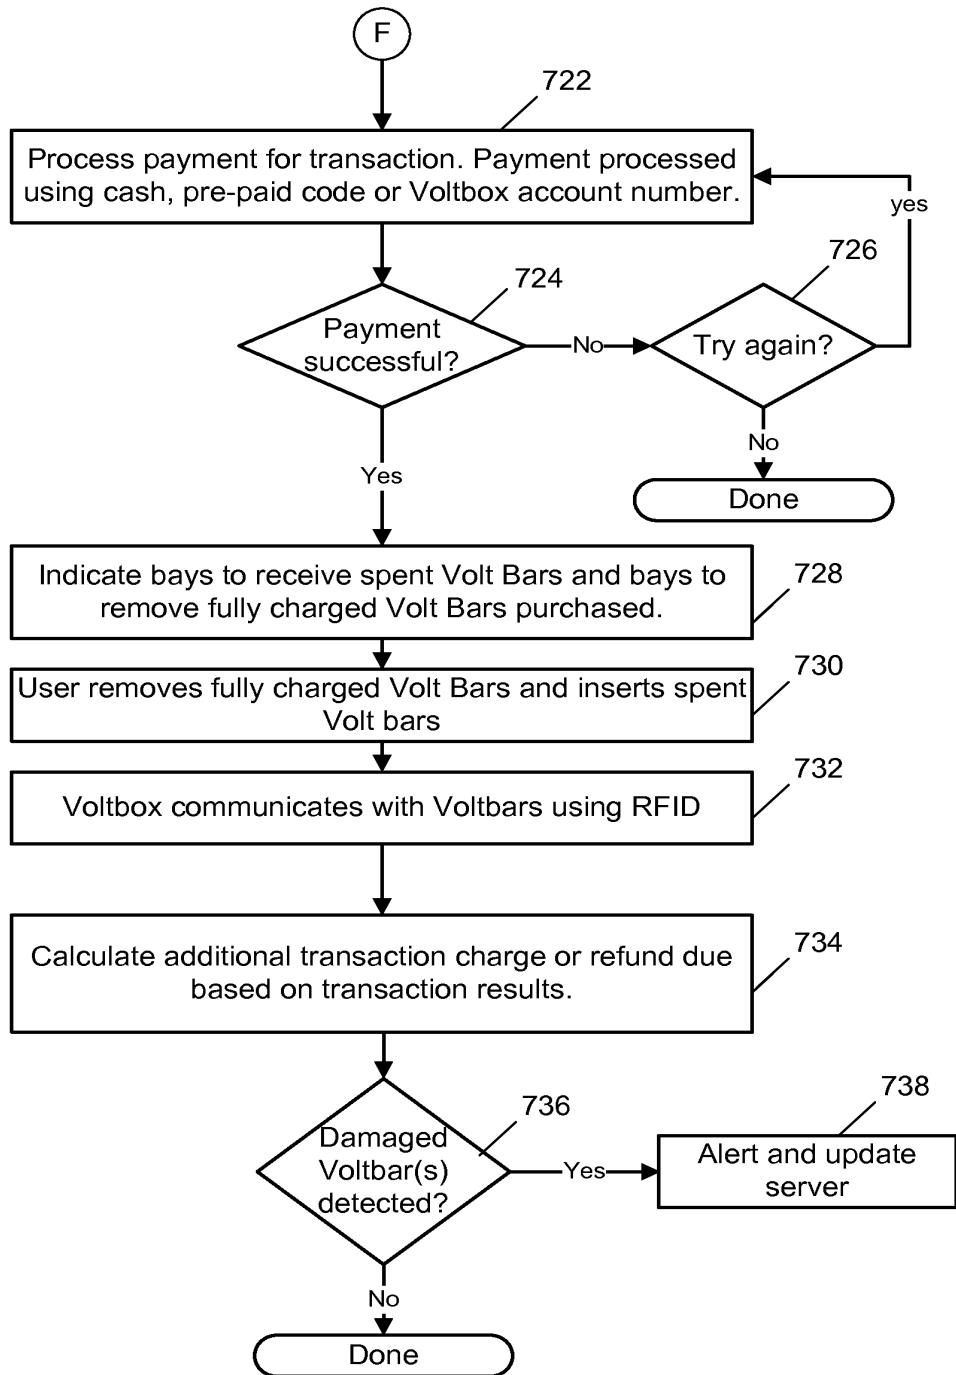 F
722
Process payment for transaction. Payment processed
using cash, pre-paid code or Voltbox account number.
yes
726
724
Payment
successful?
No
Try again?
No
Yes
Done
Indicate bays to receive spent Volt Bars and bays to
remove fully charged Volt Bars purchased.
728
User removes fully charged Volt Bars and inserts spent
Volt bars
730
Voltbox communicates with Voltbars using RFID
732
Calculate additional transaction charge or refund due
based on transaction results.
734
736
Damaged
Voltbar(s)
detected?
Yes
738
Alert and update
server
No
Done